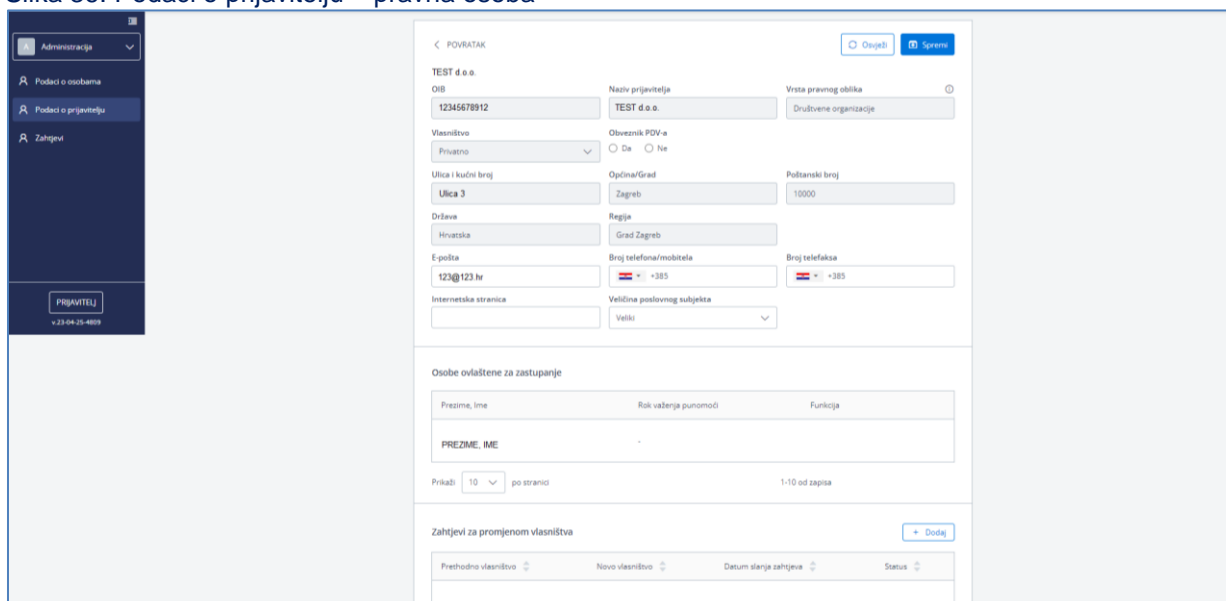 Administracija
Podaci o osobama
Podaci o prijavitelju
Zahtjevi
PRIJAVITELJ
v.23-04-25-4809
POVRATAK
Osvježi
Spremi
TEST d.o.o.
OIB Naziv prijavitelja Vrsta pravnog oblika
12345678912 TEST d.o.o. Društvene organizacije
Vlasništvo Obveznik PDV-a
Privatno Da Ne
Ulica i kućni broj Općina/Grad Poštanski broj
Ulica 3 Zagreb 10000
Država Regija
Hrvatska Grad Zagreb
E-pošta Broj telefona/mobitela Broj telefaksa
123@123.hr +385 +385
Internetska stranica Veličina poslovnog subjekta
Veliki
Osobe ovlaštene za zastupanje
Prezime, Ime Rok važenja punomoći Funkcija
PREZIME, IME -
Prikaži 10 po stranici 1-10 od zapisa
Zahtjevi za promjenom vlasništva + Dodaj
Prethodno vlasništvo Novo vlasništvo Datum slanja zahtjeva Status